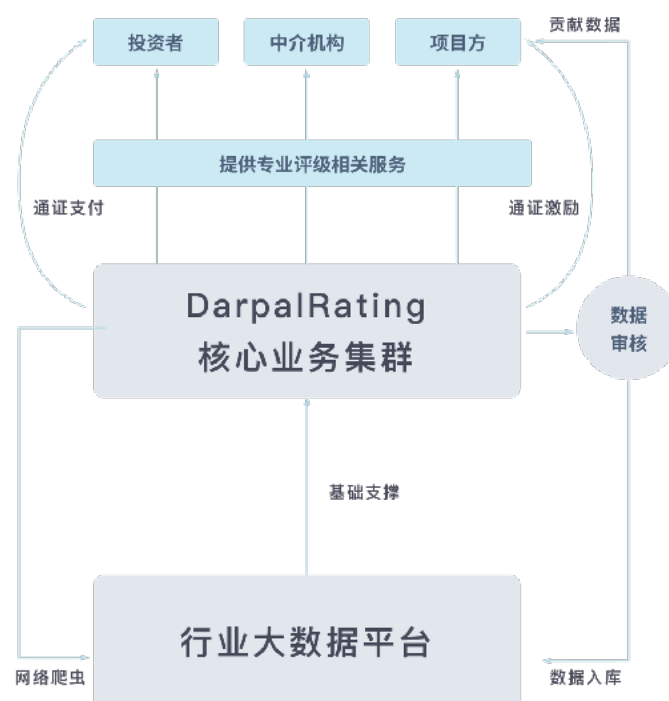 贡献数据
投资者
中介机构
项目方
提供专业评级相关服务
通证支付
通证激励
DarpalRating
核心业务集群
数据
审核
基础支撑
行业大数据平台
网络爬虫
数据入库